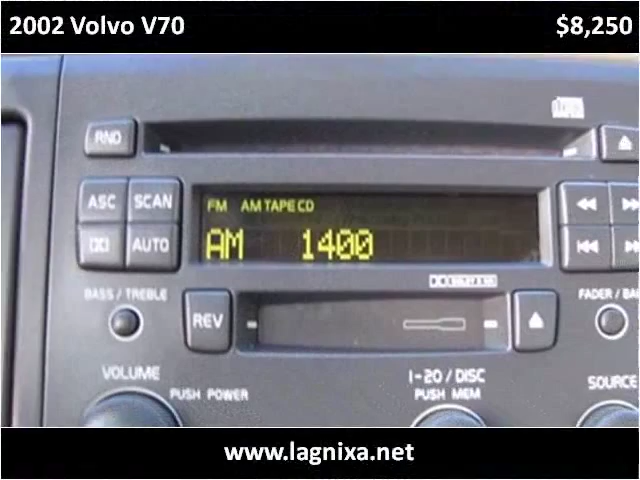 2002 Volvo V70 $8,250
RND
ASC SCAN
FM AM TAPE CD
AUTO
AM 1400
BASS / TREBLE
REV
FADER / BA
VOLUME
PUSH POWER
1-20 / DISC
PUSH MEM
SOURCE
www.lagnixa.net